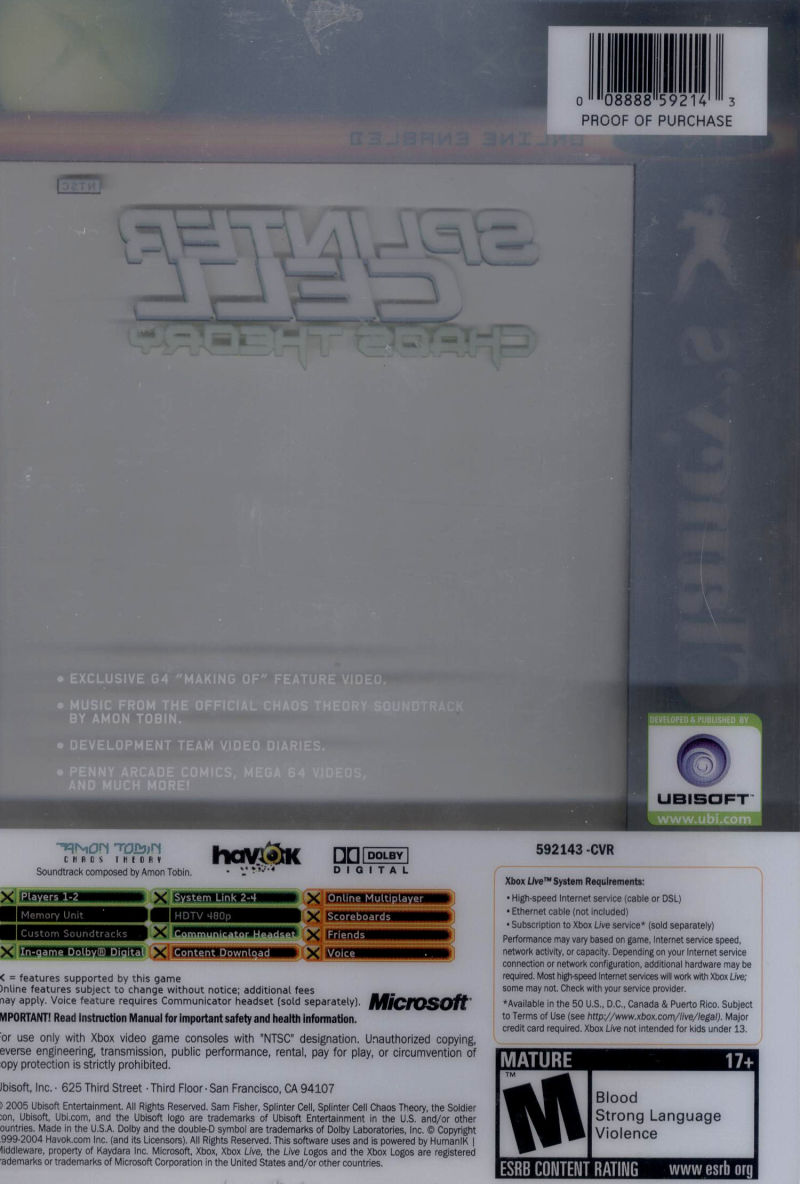 0 08888 59214 3
PROOF OF PURCHASE
ONLINE ENABLED
NTSC
SPLINTER
CELL
CHAOS THEORY
• EXCLUSIVE G4 "MAKING OF" FEATURE VIDEO.
• MUSIC FROM THE OFFICIAL CHAOS THEORY SOUNDTRACK
BY AMON TOBIN.
• DEVELOPMENT TEAM VIDEO DIARIES.
• PENNY ARCADE COMICS, MEGA 64 VIDEOS,
AND MUCH MORE!
DEVELOPED & PUBLISHED BY
UBISOFT™
www.ubi.com
AMON TOBIN
CHAOS THEORY
Soundtrack composed by Amon Tobin.
havok
DOLBY
DIGITAL
592143 -CVR
Players 1-2
Memory Unit
Custom Soundtracks
In-game Dolby® Digital
System Link 2-4
HDTV 480p
Communicator Headset
Content Download
Online Multiplayer
Scoreboards
Friends
Voice
X = features supported by this game
Online features subject to change without notice; additional fees
may apply. Voice feature requires Communicator headset (sold separately).
Microsoft®
IMPORTANT! Read Instruction Manual for important safety and health information.
For use only with Xbox video game consoles with "NTSC" designation. Unauthorized copying,
reverse engineering, transmission, public performance, rental, pay for play, or circumvention of
copy protection is strictly prohibited.
Ubisoft, Inc. · 625 Third Street · Third Floor · San Francisco, CA 94107
© 2005 Ubisoft Entertainment. All Rights Reserved. Sam Fisher, Splinter Cell, Splinter Cell Chaos Theory, the Soldier
Icon, Ubisoft, Ubi.com, and the Ubisoft logo are trademarks of Ubisoft Entertainment in the U.S. and/or other
countries. Made in the U.S.A. Dolby and the double-D symbol are trademarks of Dolby Laboratories, Inc. © Copyright
1999-2004 Havok.com Inc. (and its Licensors). All Rights Reserved. This software uses and is powered by HumanIK |
Middleware, property of Kaydara Inc. Microsoft, Xbox, Xbox Live, the Live Logos and the Xbox Logos are registered
trademarks or trademarks of Microsoft Corporation in the United States and/or other countries.
Xbox Live™ System Requirements:
• High-speed Internet service (cable or DSL)
• Ethernet cable (not included)
• Subscription to Xbox Live service* (sold separately)
Performance may vary based on game, Internet service speed,
network activity, or capacity. Depending on your Internet service
connection or network configuration, additional hardware may be
required. Most high-speed Internet services will work with Xbox Live;
some may not. Check with your service provider.
*Available in the 50 U.S., D.C., Canada & Puerto Rico. Subject
to Terms of Use (see http://www.xbox.com/live/legal). Major
credit card required. Xbox Live not intended for kids under 13.
MATURE 17+
TM
M
Blood
Strong Language
Violence
ESRB CONTENT RATING www esrb org